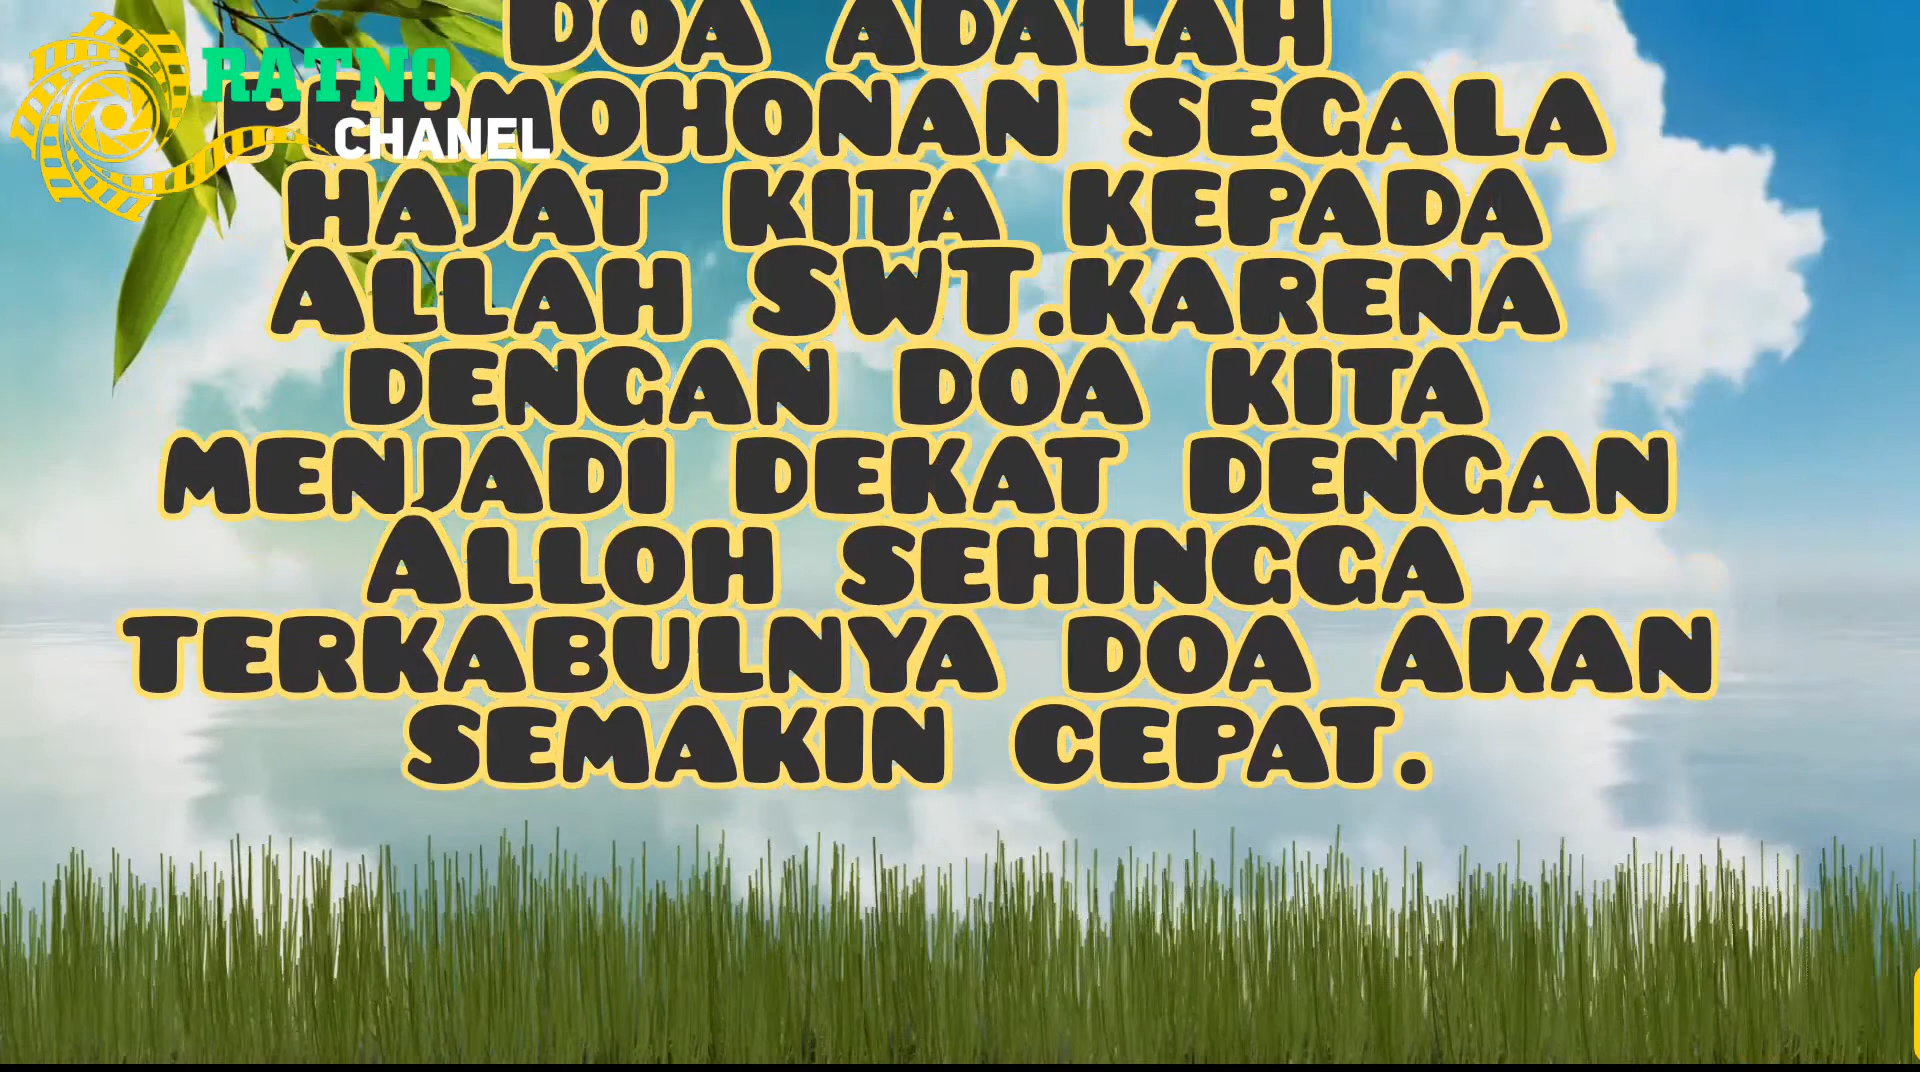 DOA ADALAH
RATNO
PERMOHONAN SEGALA
CHANEL
HAJAT KITA KEPADA
ALLAH SWT.KARENA
DENGAN DOA KITA
MENJADI DEKAT DENGAN
ALLOH SEHINGGA
TERKABULNYA DOA AKAN
SEMAKIN CEPAT.